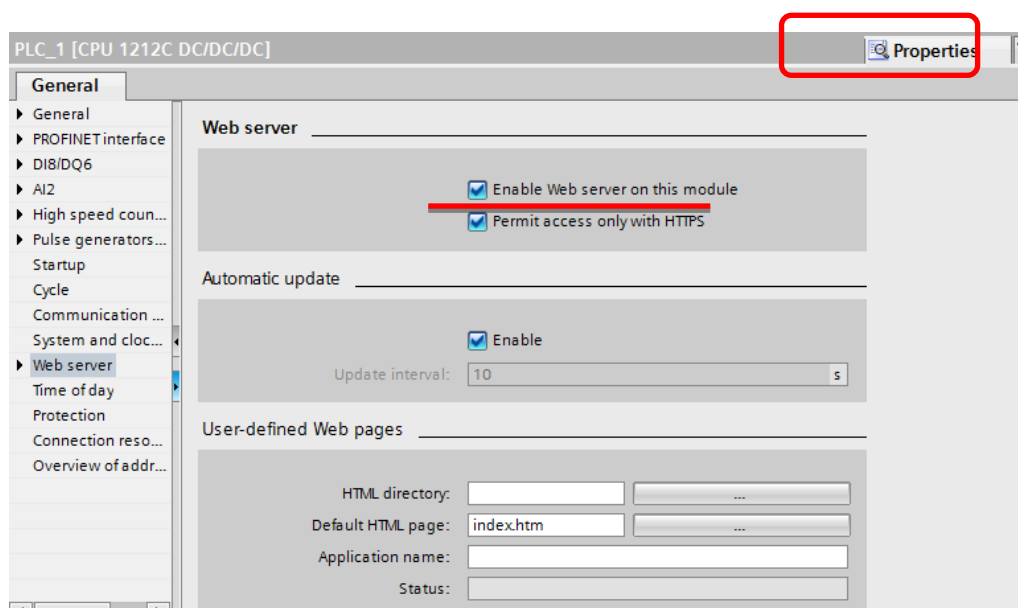 PLC_1 [CPU 1212C DC/DC/DC]
Properties
General
General
PROFINET interface
DI8/DQ6
AI2
High speed coun...
Pulse generators...
Startup
Cycle
Communication ...
System and cloc...
Web server
Time of day
Protection
Connection reso...
Overview of addr...
Web server
Enable Web server on this module
Permit access only with HTTPS
Automatic update
Enable
Update interval: 10 s
User-defined Web pages
HTML directory: ...
Default HTML page: index.htm ...
Application name:
Status: